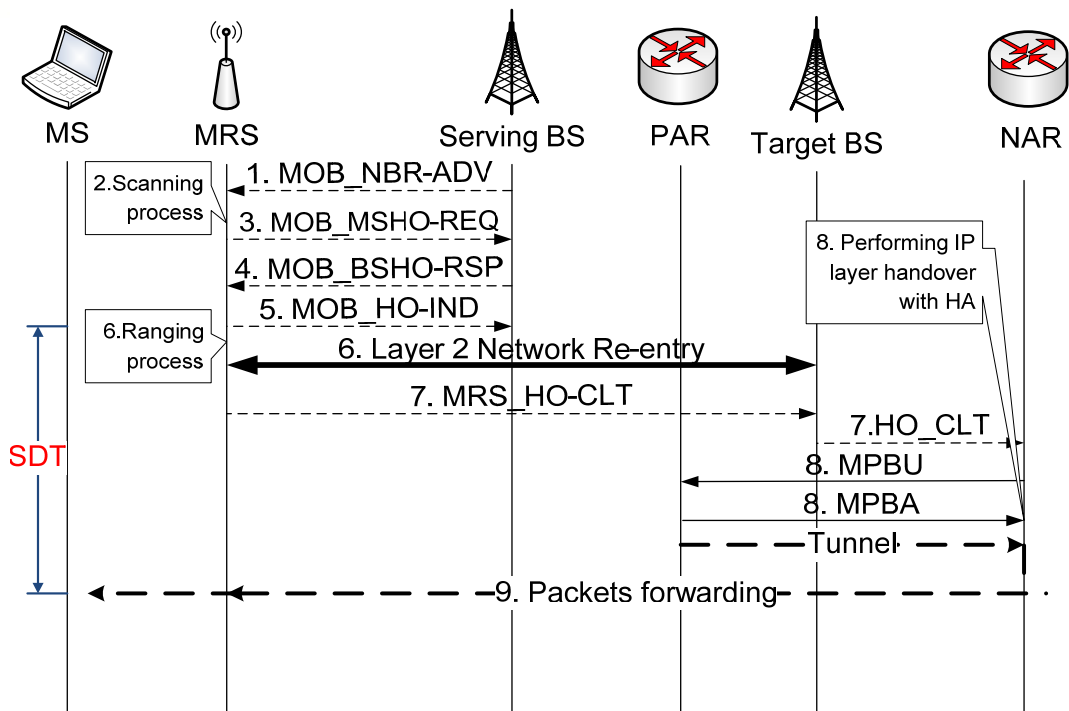 MS
MRS
Serving BS
PAR
Target BS
NAR
1. MOB_NBR-ADV
2.Scanning
process
3. MOB_MSHO-REQ
4. MOB_BSHO-RSP
5. MOB_HO-IND
6.Ranging
process
6. Layer 2 Network Re-entry
7. MRS_HO-CLT
7.HO_CLT
8. Performing IP
layer handover
with HA
8. MPBU
8. MPBA
Tunnel
SDT
9. Packets forwarding